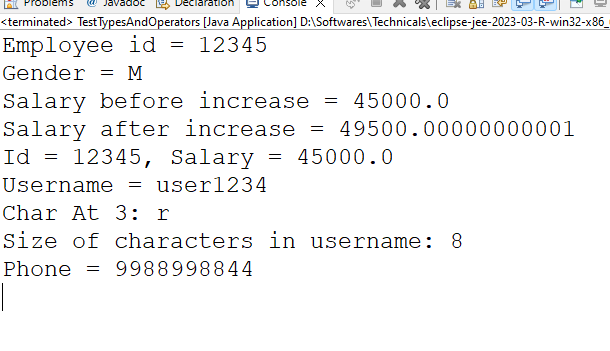 Problems @ Javadoc Declaration Console
<terminated> TestTypesAndOperators [Java Application] D:\Softwares\Technicals\eclipse-jee-2023-03-R-win32-x86_
Employee id = 12345
Gender = M
Salary before increase = 45000.0
Salary after increase = 49500.00000000001
Id = 12345, Salary = 45000.0
Username = user1234
Char At 3: r
Size of characters in username: 8
Phone = 9988998844